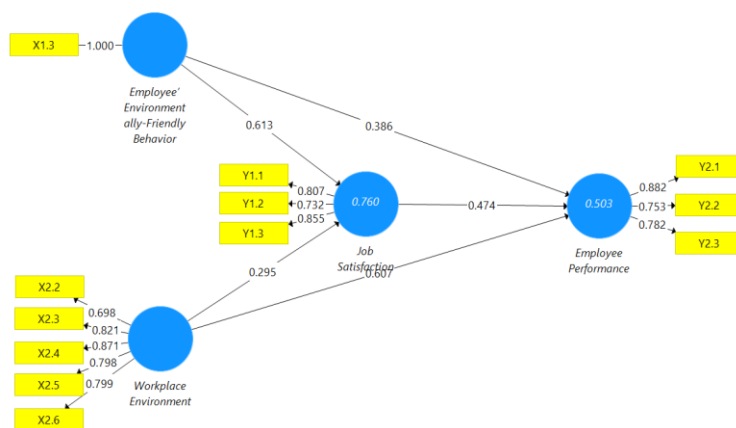 X1.3
1.000
Employee'
Environment
ally-Friendly
Behavior
0.613
0.386
Y1.1
Y1.2
Y1.3
0.807
0.732
0.855
0.760
Job
Satisfaction
0.474
0.503
Employee
Performance
0.882
0.753
0.782
Y2.1
Y2.2
Y2.3
0.295
0.607
X2.2
X2.3
X2.4
X2.5
X2.6
0.698
0.821
0.871
0.798
0.799
Workplace
Environment